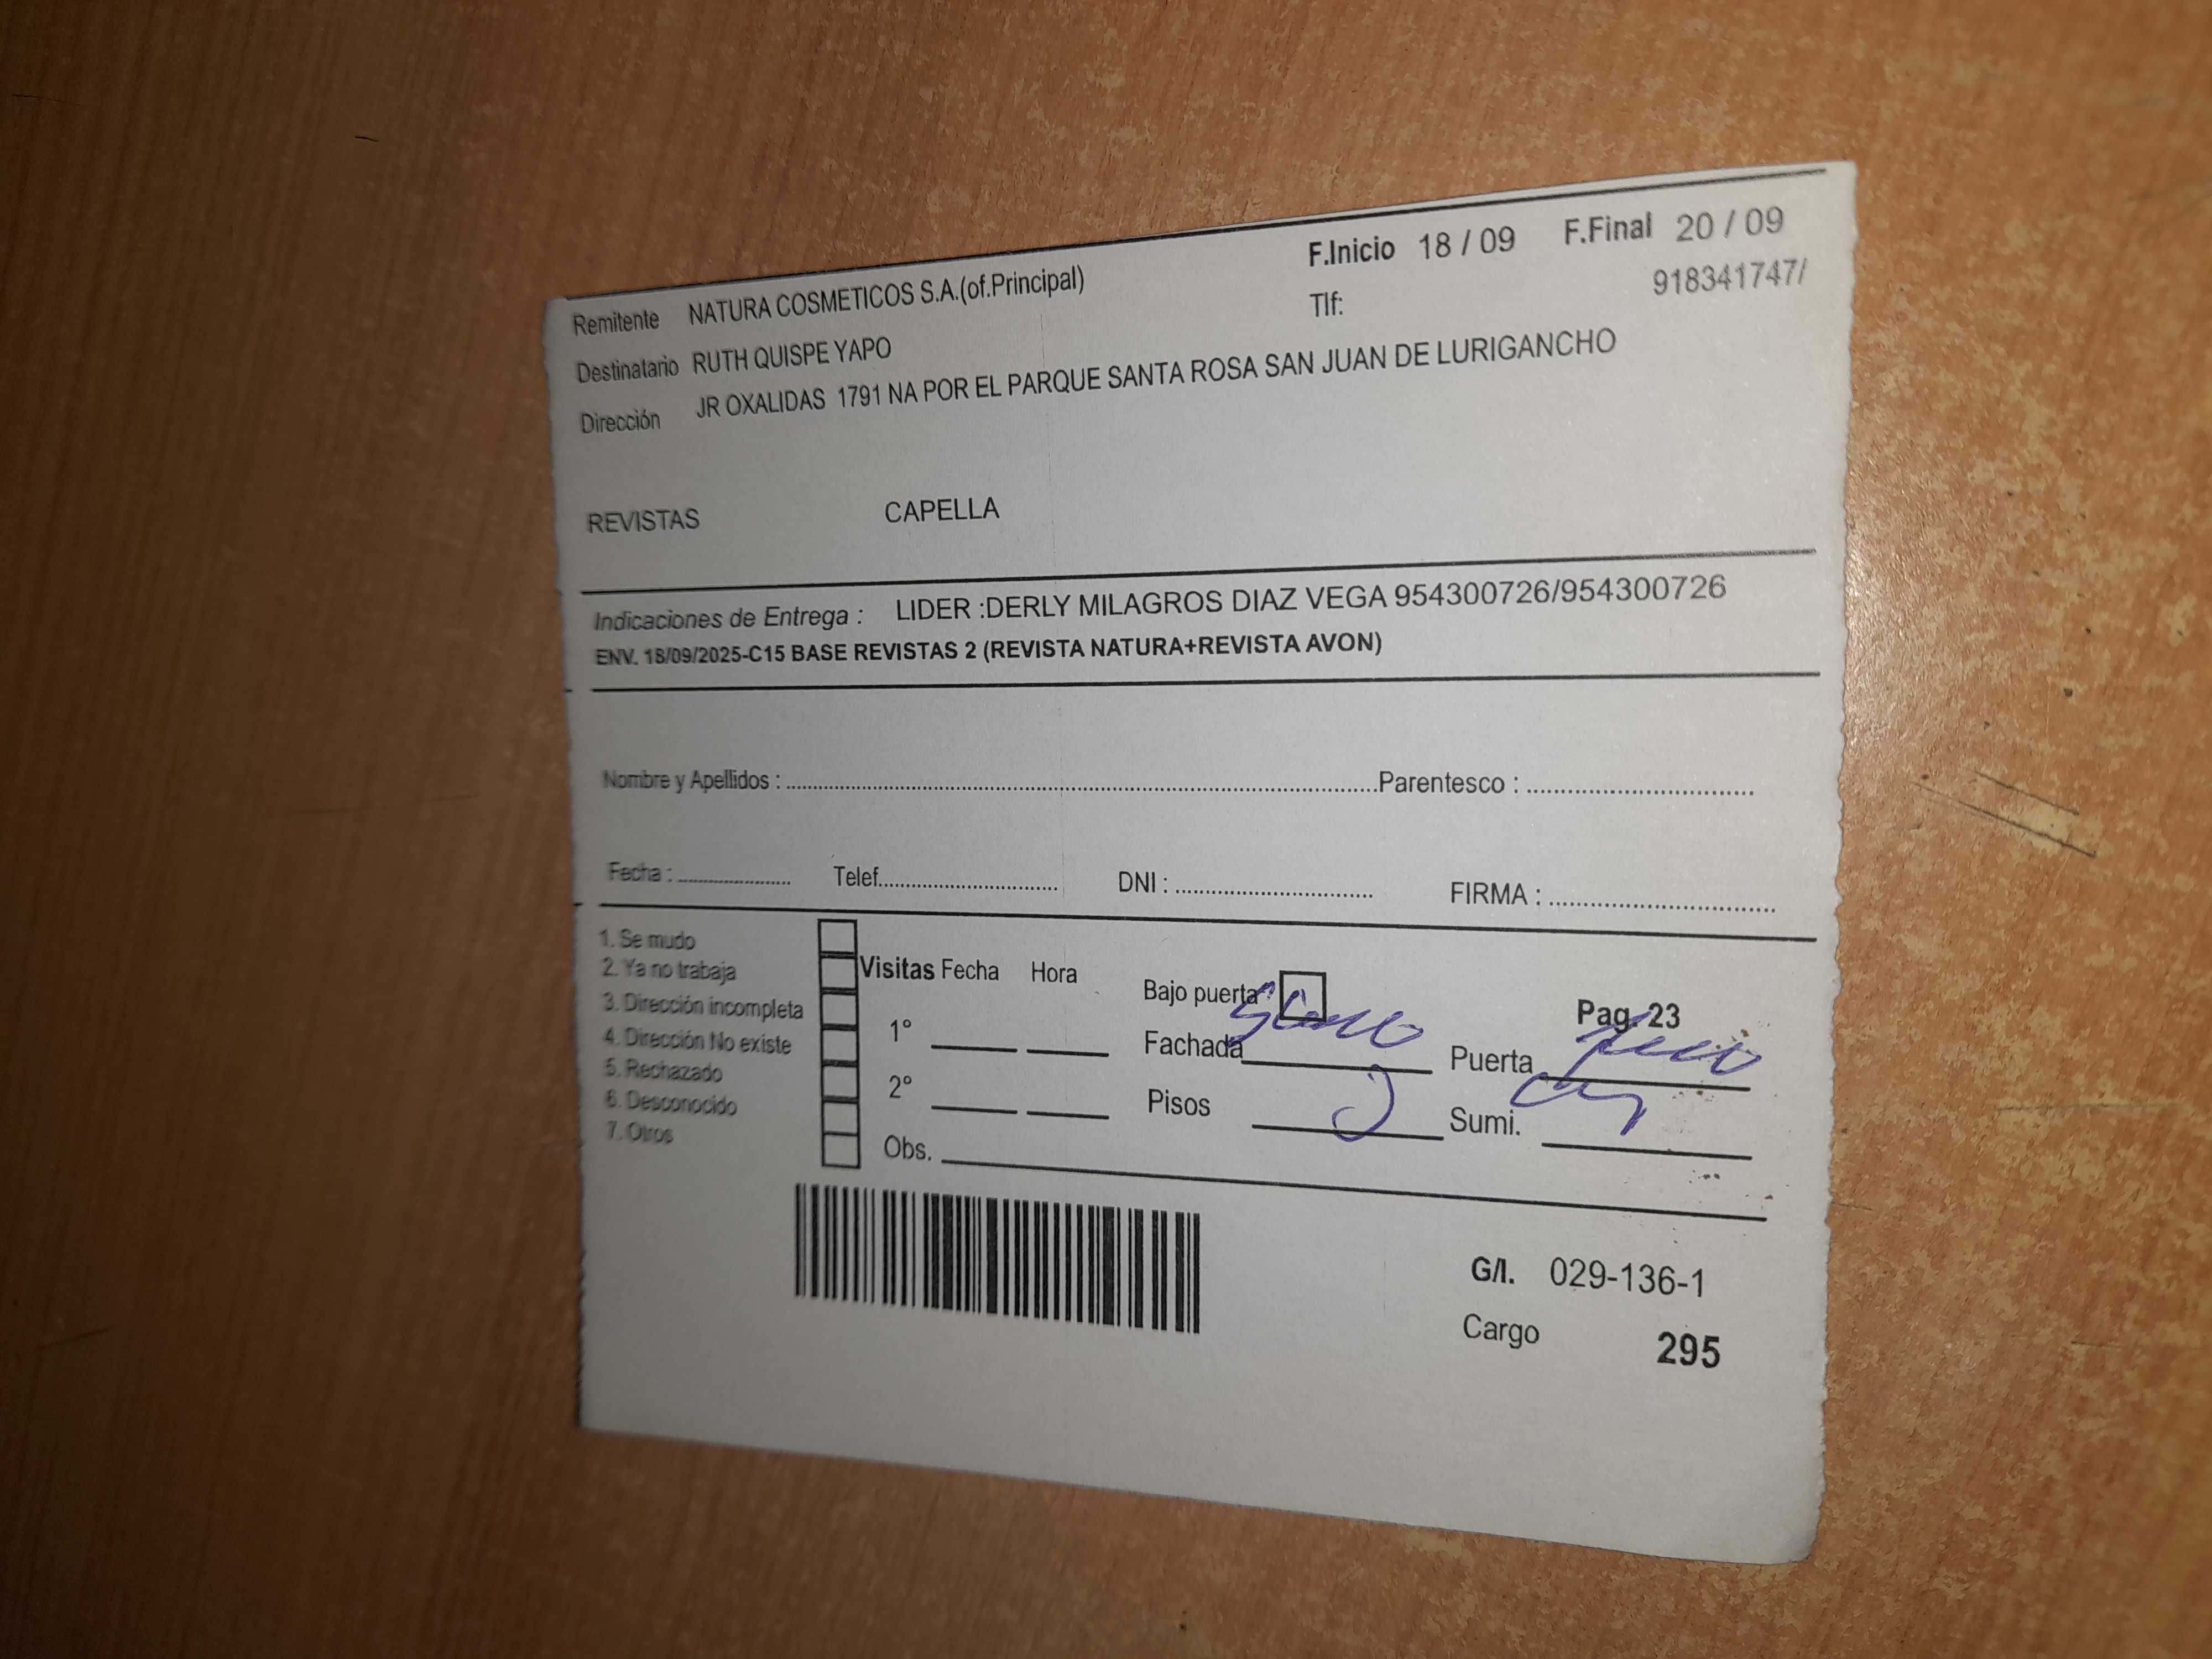 F.Inicio 18 / 09 F.Final 20 / 09
Remitente NATURA COSMETICOS S.A.(of.Principal) Tlf: 918341747/
Destinatario RUTH QUISPE YAPO
Dirección JR OXALIDAS 1791 NA POR EL PARQUE SANTA ROSA SAN JUAN DE LURIGANCHO
REVISTAS CAPELLA
Indicaciones de Entrega : LIDER :DERLY MILAGROS DIAZ VEGA 954300726/954300726
ENV. 18/09/2025-C15 BASE REVISTAS 2 (REVISTA NATURA+REVISTA AVON)
Nombre y Apellidos : Parentesco :
Fecha : Telef. DNI : FIRMA :
1. Se mudo
2. Ya no trabaja
3. Dirección incompleta
4. Dirección No existe
5. Rechazado
6. Desconocido
7. Otros
Visitas Fecha Hora
1°
2°
Obs.
Bajo puerta Pag. 23
Fachada Puerta
Pisos Sumi.
G/I. 029-136-1
Cargo 295